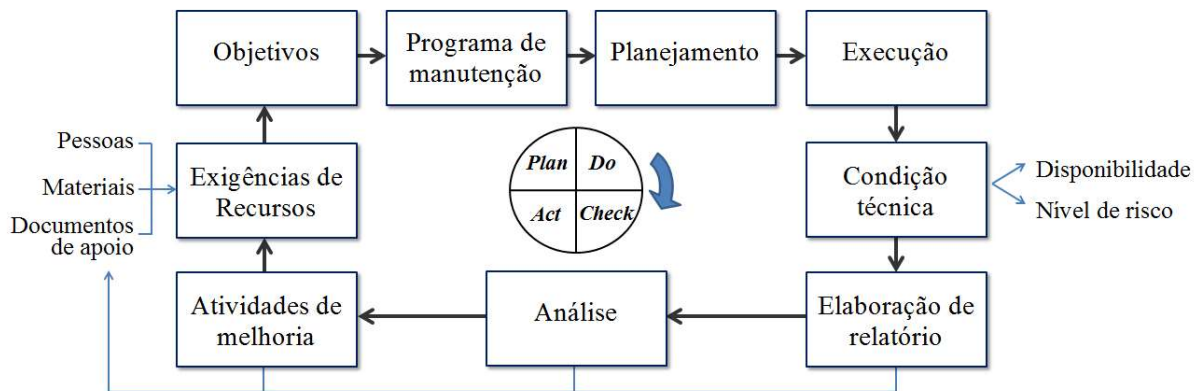 Objetivos
Programa de
manutenção
Planejamento
Execução
Pessoas
Materiais
Documentos
de apoio
Exigências de
Recursos
Plan
Do
Act
Check
Condição
técnica
Disponibilidade
Nível de risco
Atividades de
melhoria
Análise
Elaboração de
relatório